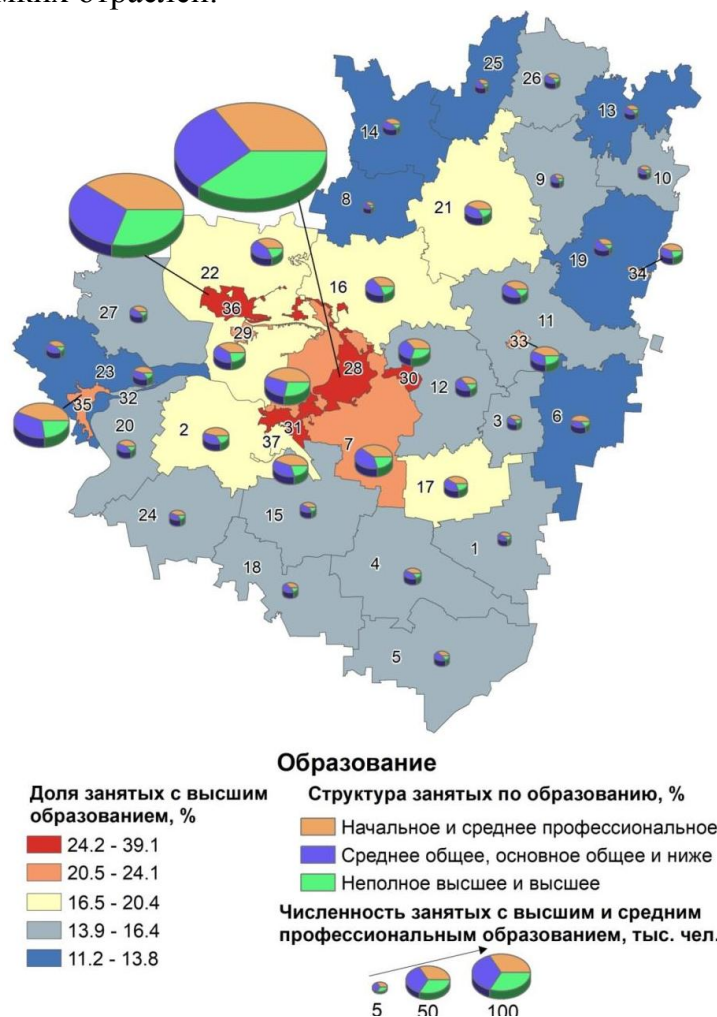 отраслей.
25
26
14
13
9
10
8
21
19
34
22
16
36
27
11
29
33
28
23
30
12
32
35
6
20
2
31
3
37
7
17
24
15
1
18
4
5
Образование
Доля занятых с высшим
образованием, %
24.2 - 39.1
20.5 - 24.1
16.5 - 20.4
13.9 - 16.4
11.2 - 13.8
Структура занятых по образованию, %
Начальное и среднее профессиональное
Среднее общее, основное общее и ниже
Неполное высшее и высшее
Численность занятых с высшим и средним
профессиональным образованием, тыс. чел.
5 50 100